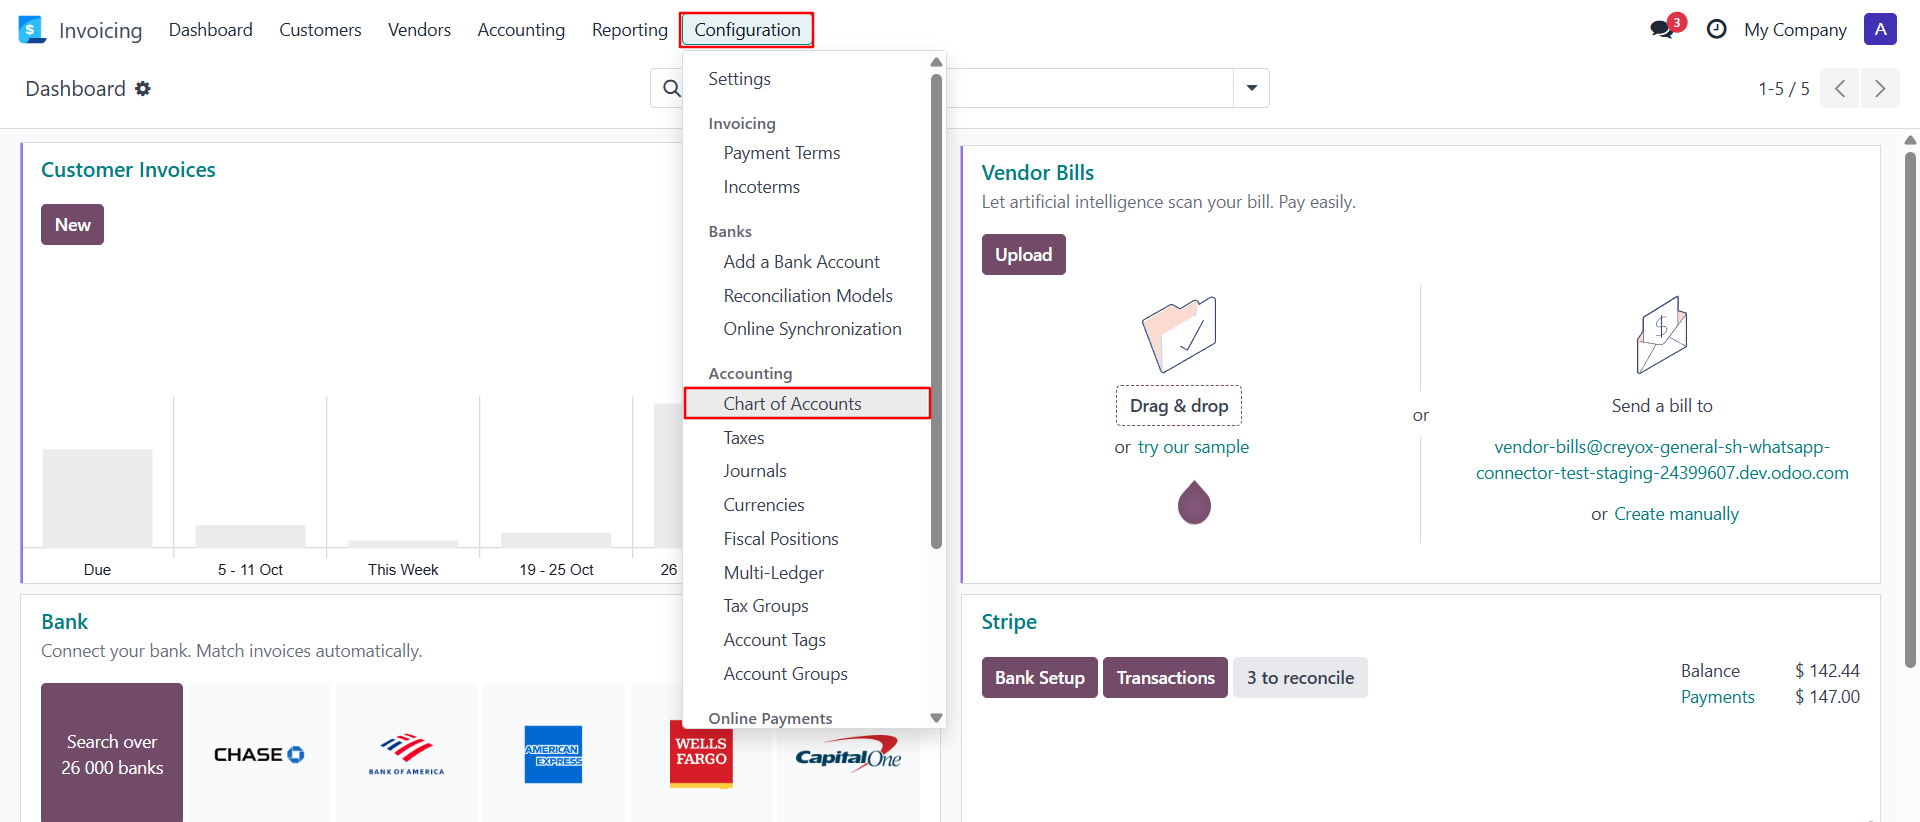 Invoicing
Dashboard
Customers
Vendors
Accounting
Reporting
Configuration
3
My Company
A
Dashboard
1-5 / 5
Settings
Invoicing
Payment Terms
Incoterms
Banks
Add a Bank Account
Reconciliation Models
Online Synchronization
Accounting
Chart of Accounts
Taxes
Journals
Currencies
Fiscal Positions
Multi-Ledger
Tax Groups
Account Tags
Account Groups
Online Payments
Customer Invoices
New
Due
5 - 11 Oct
This Week
19 - 25 Oct
26
Vendor Bills
Let artificial intelligence scan your bill. Pay easily.
Upload
Drag & drop
or try our sample
or
Send a bill to
vendor-bills@creyox-general-sh-whatsapp-
connector-test-staging-24399607.dev.odoo.com
or Create manually
Bank
Connect your bank. Match invoices automatically.
Search over
26 000 banks
CHASE
BANK OF AMERICA
AMERICAN
EXPRESS
WELLS
FARGO
CapitalOne
Stripe
Bank Setup
Transactions
3 to reconcile
Balance $ 142.44
Payments $ 147.00